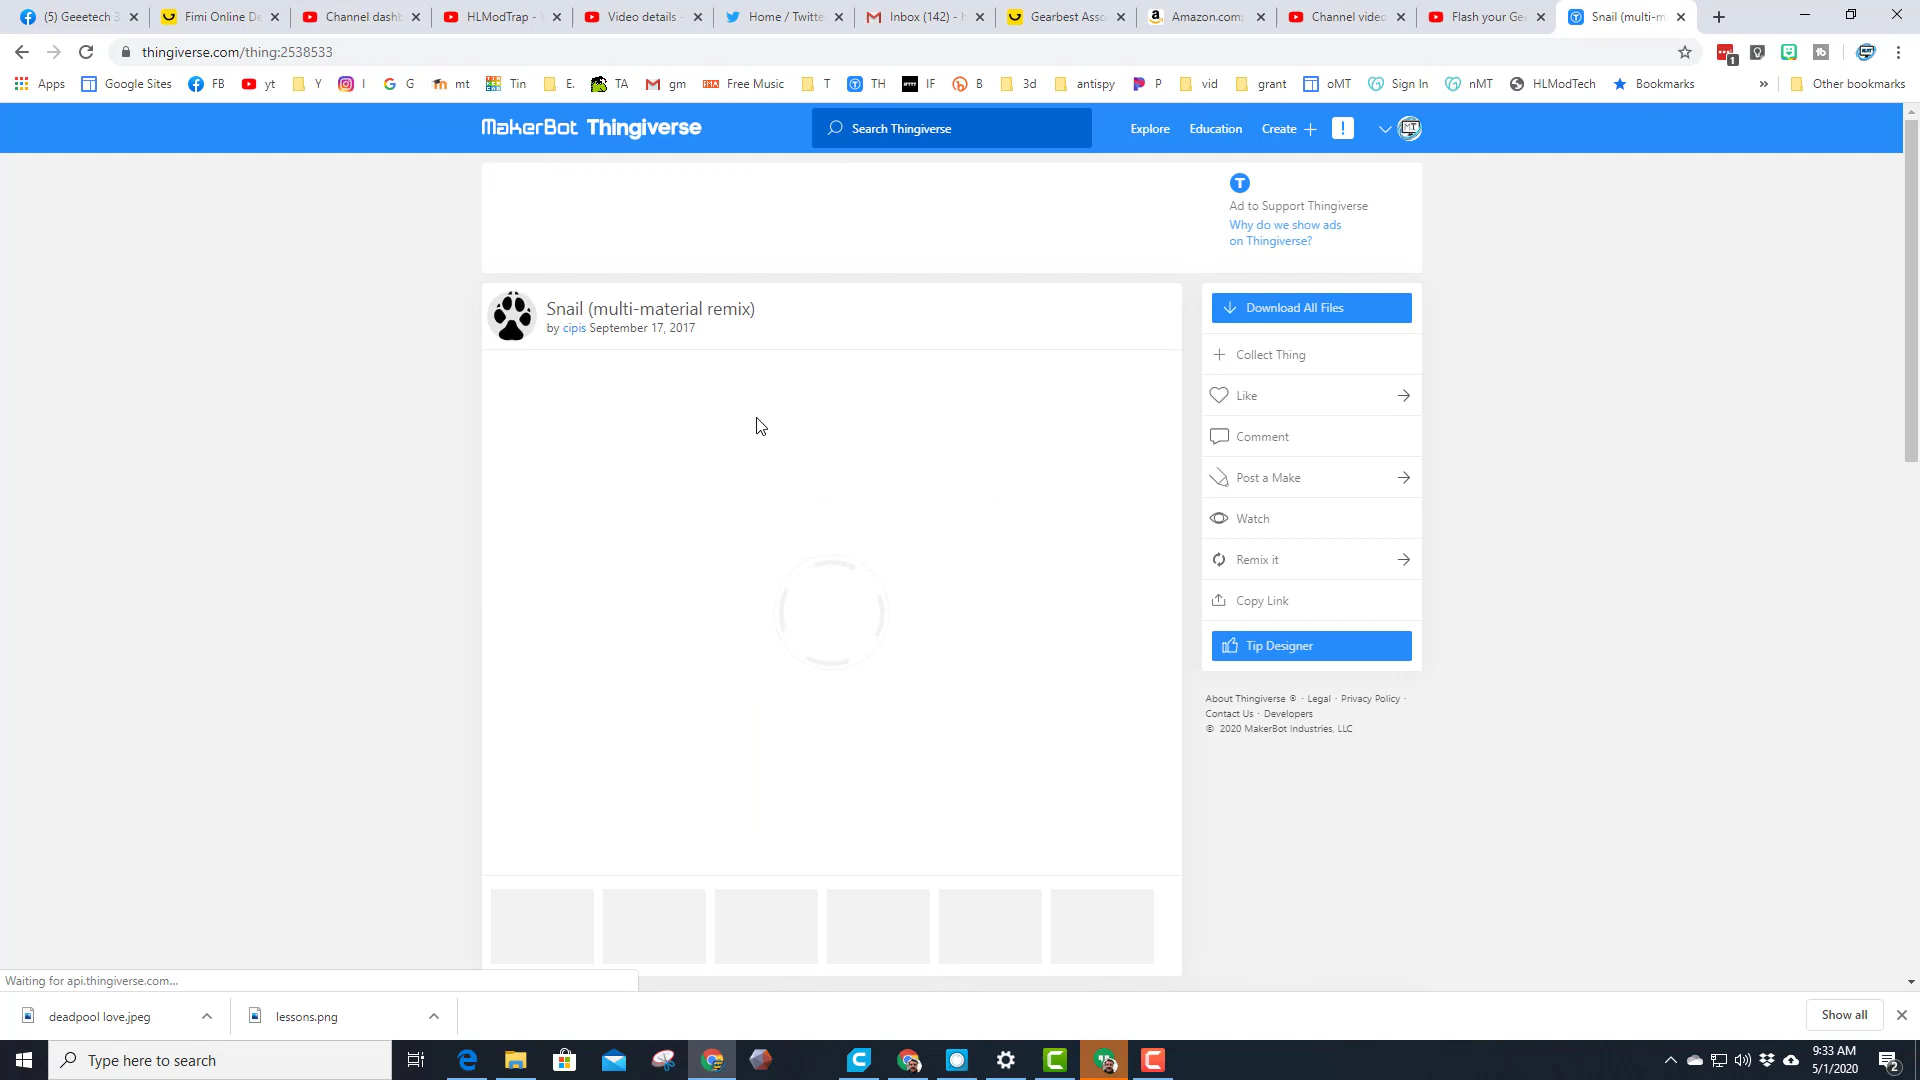 (5) Geeetech 3
Fimi Online De
Channel dashb
HLModTrap - Y
Video details
Home / Twitte
Inbox (142) - h
Gearbest Asso
Amazon.com:
Channel video
Flash your Gee
Snail (multi-m
thingiverse.com/thing:2538533
Apps
Google Sites
FB
yt
Y
I
G
mt
Tin
E.
TA
gm
Free Music
T
TH
IF
B
3d
antispy
P
vid
grant
oMT
Sign In
nMT
HLModTech
Bookmarks
»
Other bookmarks
MakerBot Thingiverse
Search Thingiverse
Explore
Education
Create
Ad to Support Thingiverse
Why do we show ads
on Thingiverse?
Snail (multi-material remix)
by cipis September 17, 2017
Download All Files
Collect Thing
Like
Comment
Post a Make
Watch
Remix it
Copy Link
Tip Designer
About Thingiverse ® · Legal · Privacy Policy ·
Contact Us · Developers
© 2020 MakerBot Industries, LLC
Waiting for api.thingiverse.com...
deadpool love.jpeg
lessons.png
Show all
Type here to search
9:33 AM
5/1/2020
2